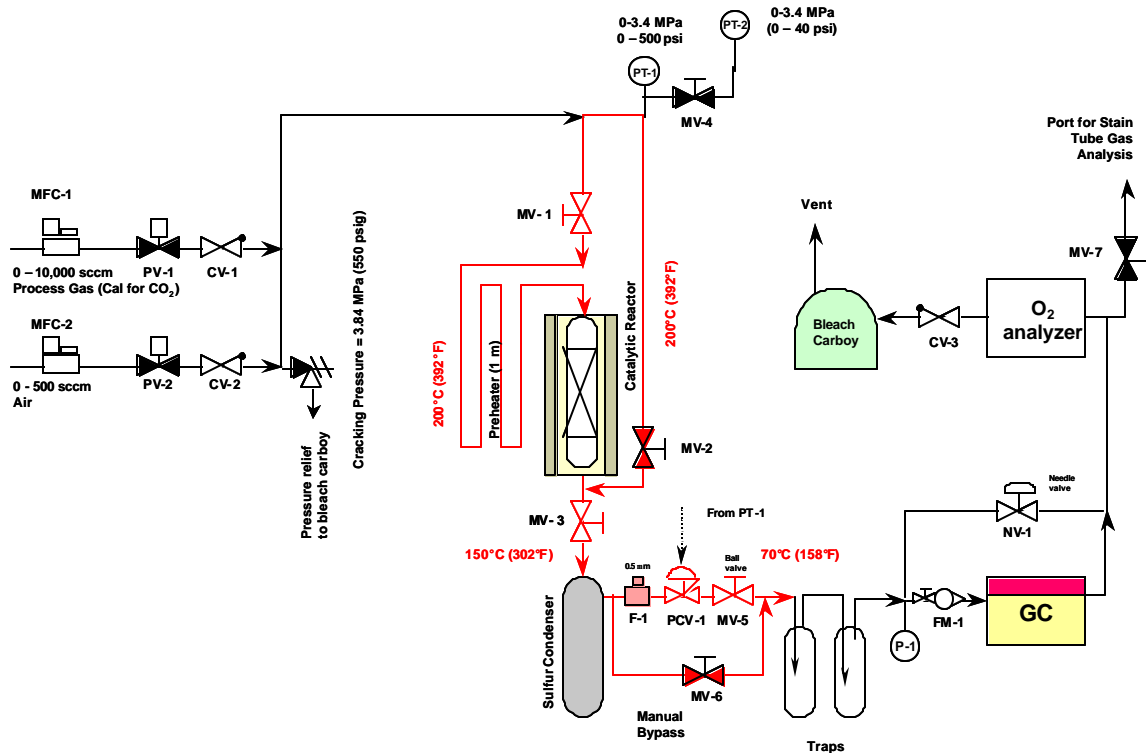 0-3.4 MPa
0 – 500 psi
PT-1
PT-2
0-3.4 MPa
(0 – 40 psi)
MV-4
Port for Stain
Tube Gas
Analysis
MFC-1
0 – 10,000 sccm
Process Gas (Cal for CO2)
PV-1
CV-1
MFC-2
0 - 500 sccm
Air
PV-2
CV-2
Pressure relief
to bleach carboy
Cracking Pressure = 3.84 MPa (550 psig)
MV- 1
200°C (392°F)
Preheater (1 m)
Catalytic Reactor
200°C (392°F)
MV-2
MV- 3
Vent
Bleach
Carboy
CV-3
O2
analyzer
MV-7
From PT-1
150°C (302°F)
0.5 mm
F-1
PCV-1
Ball
valve
MV-5
70°C (158°F)
Sulfur Condenser
MV-6
Manual
Bypass
Traps
P-1
FM-1
GC
Needle
valve
NV-1